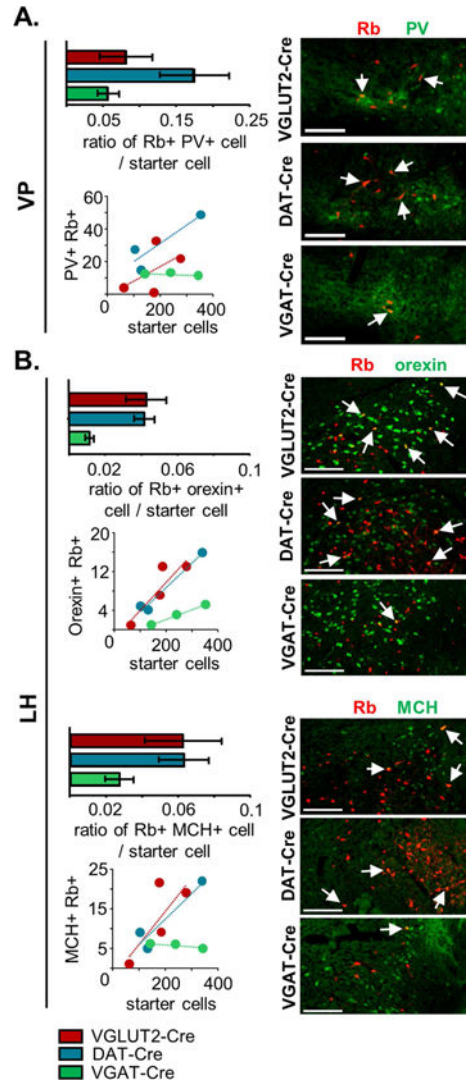 A.
VP
0.05 0.15 0.25
ratio of Rb+ PV+ cell
/ starter cell
60
40
20
PV+ Rb+
0 200 400
starter cells
Rb PV
VGLUT2-Cre
DAT-Cre
VGAT-Cre
B.
LH
0.02 0.06 0.1
ratio of Rb+ orexin+
cell / starter cell
20
12
4
Orexin+ Rb+
0 200 400
starter cells
Rb orexin
VGLUT2-Cre
DAT-Cre
VGAT-Cre
0.02 0.06 0.1
ratio of Rb+ MCH+ cell
/ starter cell
25
15
5
MCH+ Rb+
0 200 400
starter cells
Rb MCH
VGLUT2-Cre
DAT-Cre
VGAT-Cre
VGLUT2-Cre
DAT-Cre
VGAT-Cre